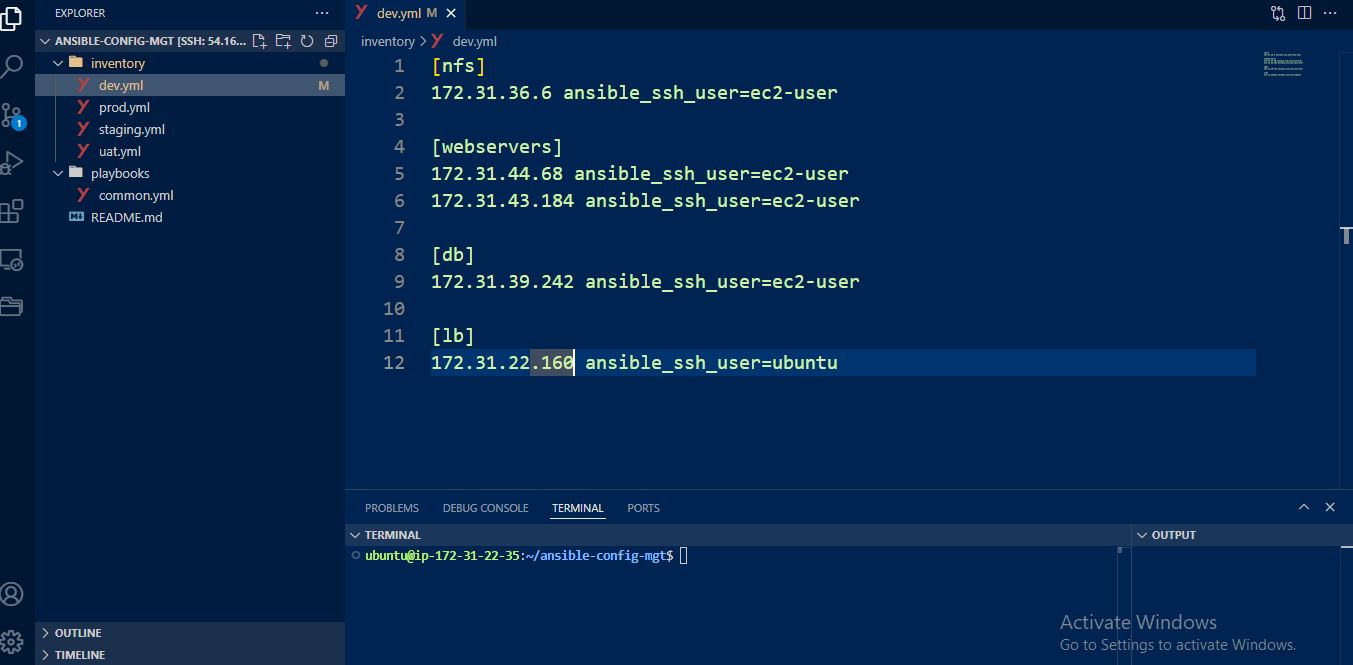 EXPLORER
ANSIBLE-CONFIG-MGT [SSH: 54.16...
inventory
dev.yml M
prod.yml
staging.yml
uat.yml
playbooks
common.yml
README.md
OUTLINE
TIMELINE
1
dev.yml M
inventory > dev.yml
1 [nfs]
2 172.31.36.6 ansible_ssh_user=ec2-user
3
4 [webservers]
5 172.31.44.68 ansible_ssh_user=ec2-user
6 172.31.43.184 ansible_ssh_user=ec2-user
7
8 [db]
9 172.31.39.242 ansible_ssh_user=ec2-user
10
11 [lb]
12 172.31.22.160 ansible_ssh_user=ubuntu
PROBLEMS DEBUG CONSOLE TERMINAL PORTS
TERMINAL
ubuntu@ip-172-31-22-35:~/ansible-config-mgt$
OUTPUT
Activate Windows
Go to Settings to activate Windows.